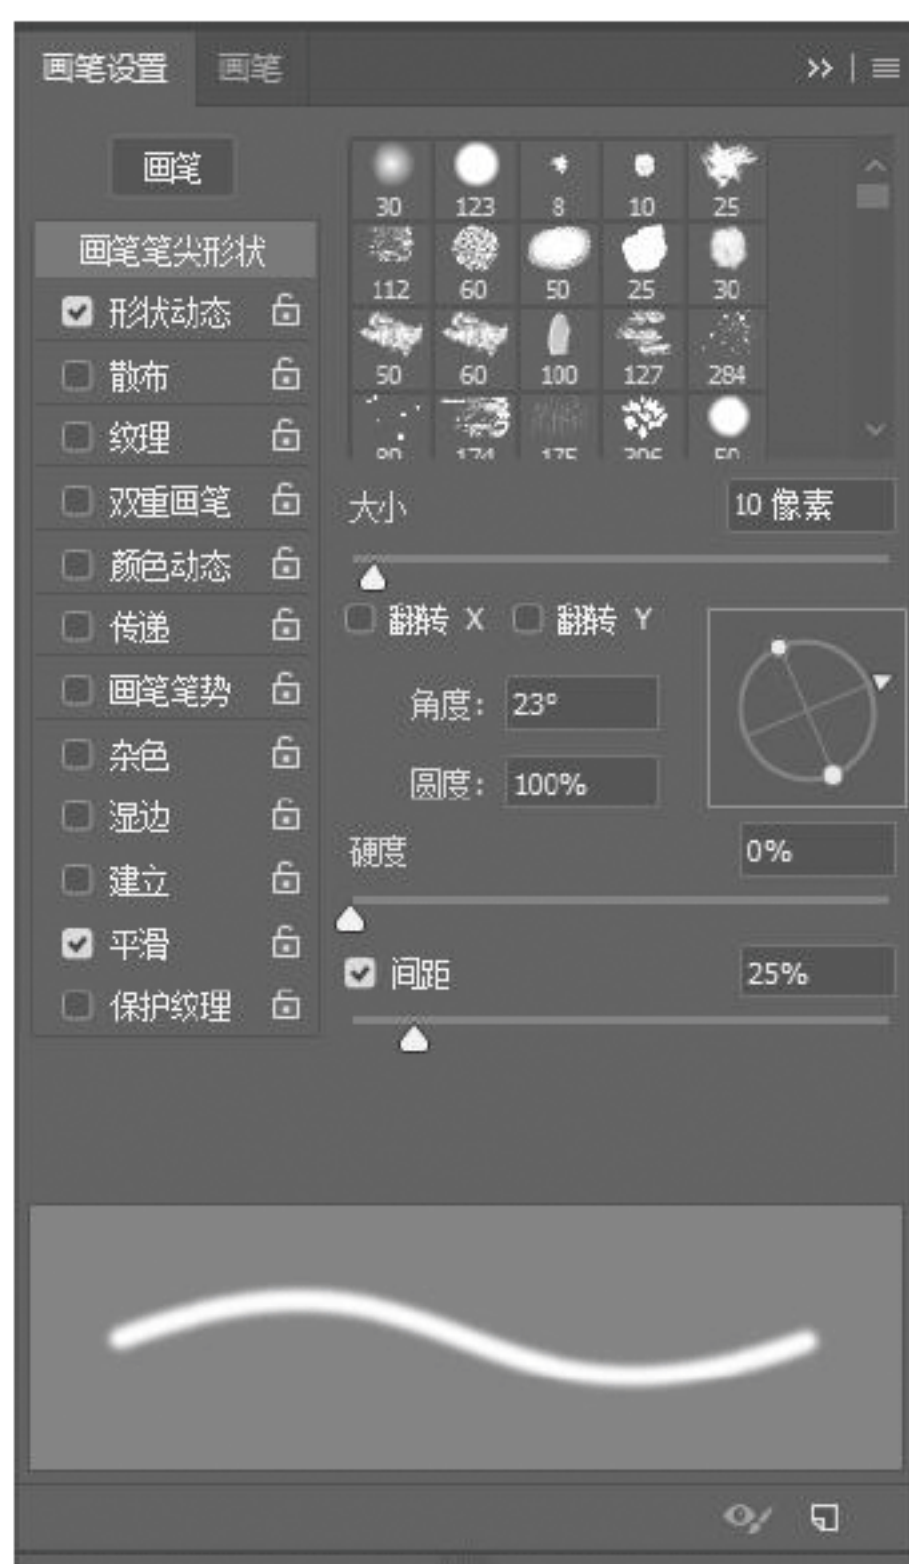 画笔设置 画笔
画笔
画笔笔尖形状
形状动态
散布
纹理
双重画笔
颜色动态
传递
画笔笔势
杂色
湿边
建立
平滑
保护纹理
30 123 8 10 25
112 60 50 25 30
50 60 100 127 284
174 175 306 50
大小 10 像素
翻转 X 翻转 Y
角度: 23°
圆度: 100%
硬度 0%
间距 25%